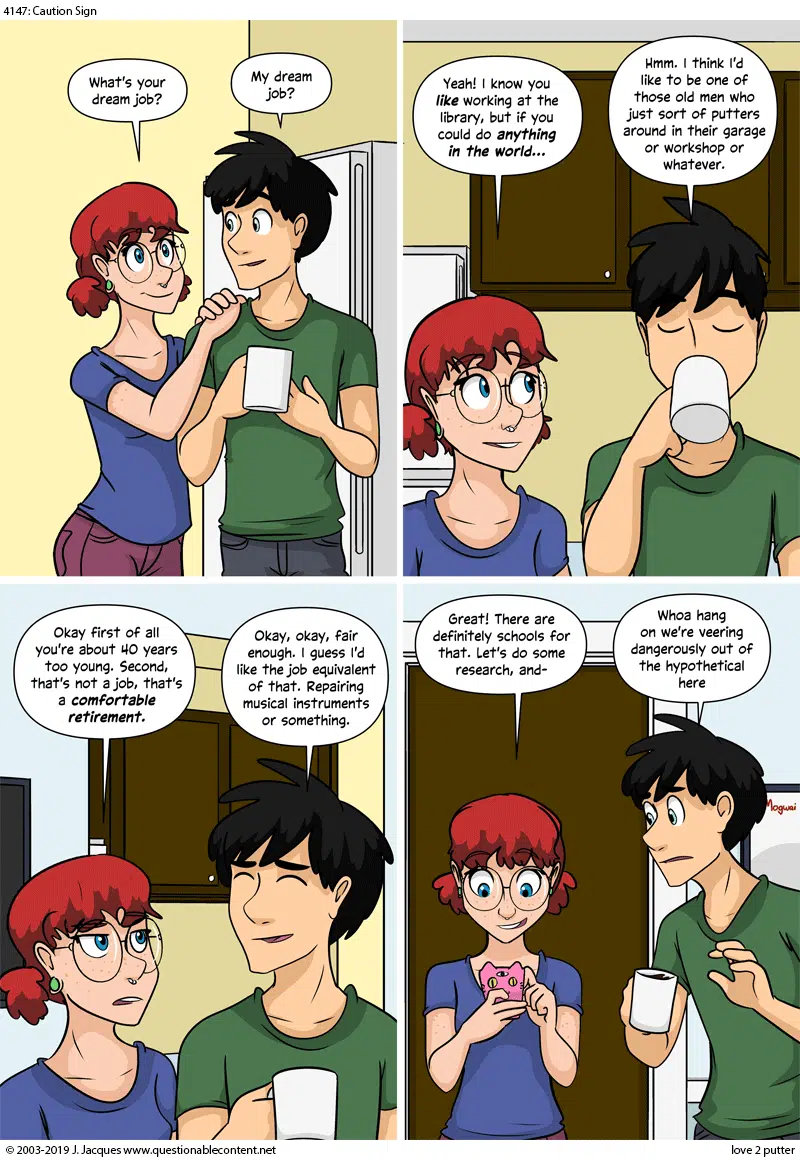 4147: Caution Sign
What's your
dream job?
My dream
job?
Yeah! I know you
like working at the
library, but if you
could do anything
in the world...
Hmm. I think I'd
like to be one of
those old men who
just sort of putters
around in their garage
or workshop or
whatever.
Okay first of all
you're about 40 years
too young. Second,
that's not a job, that's
a comfortable
retirement.
Okay, okay, fair
enough. I guess I'd
like the job equivalent
of that. Repairing
musical instruments
or something.
Great! There are
definitely schools for
that. Let's do some
research, and-
Whoa hang
on we're veering
dangerously out of
the hypothetical
here
Mogwai
© 2003-2019 J. Jacques www.questionablecontent.net
love 2 putter